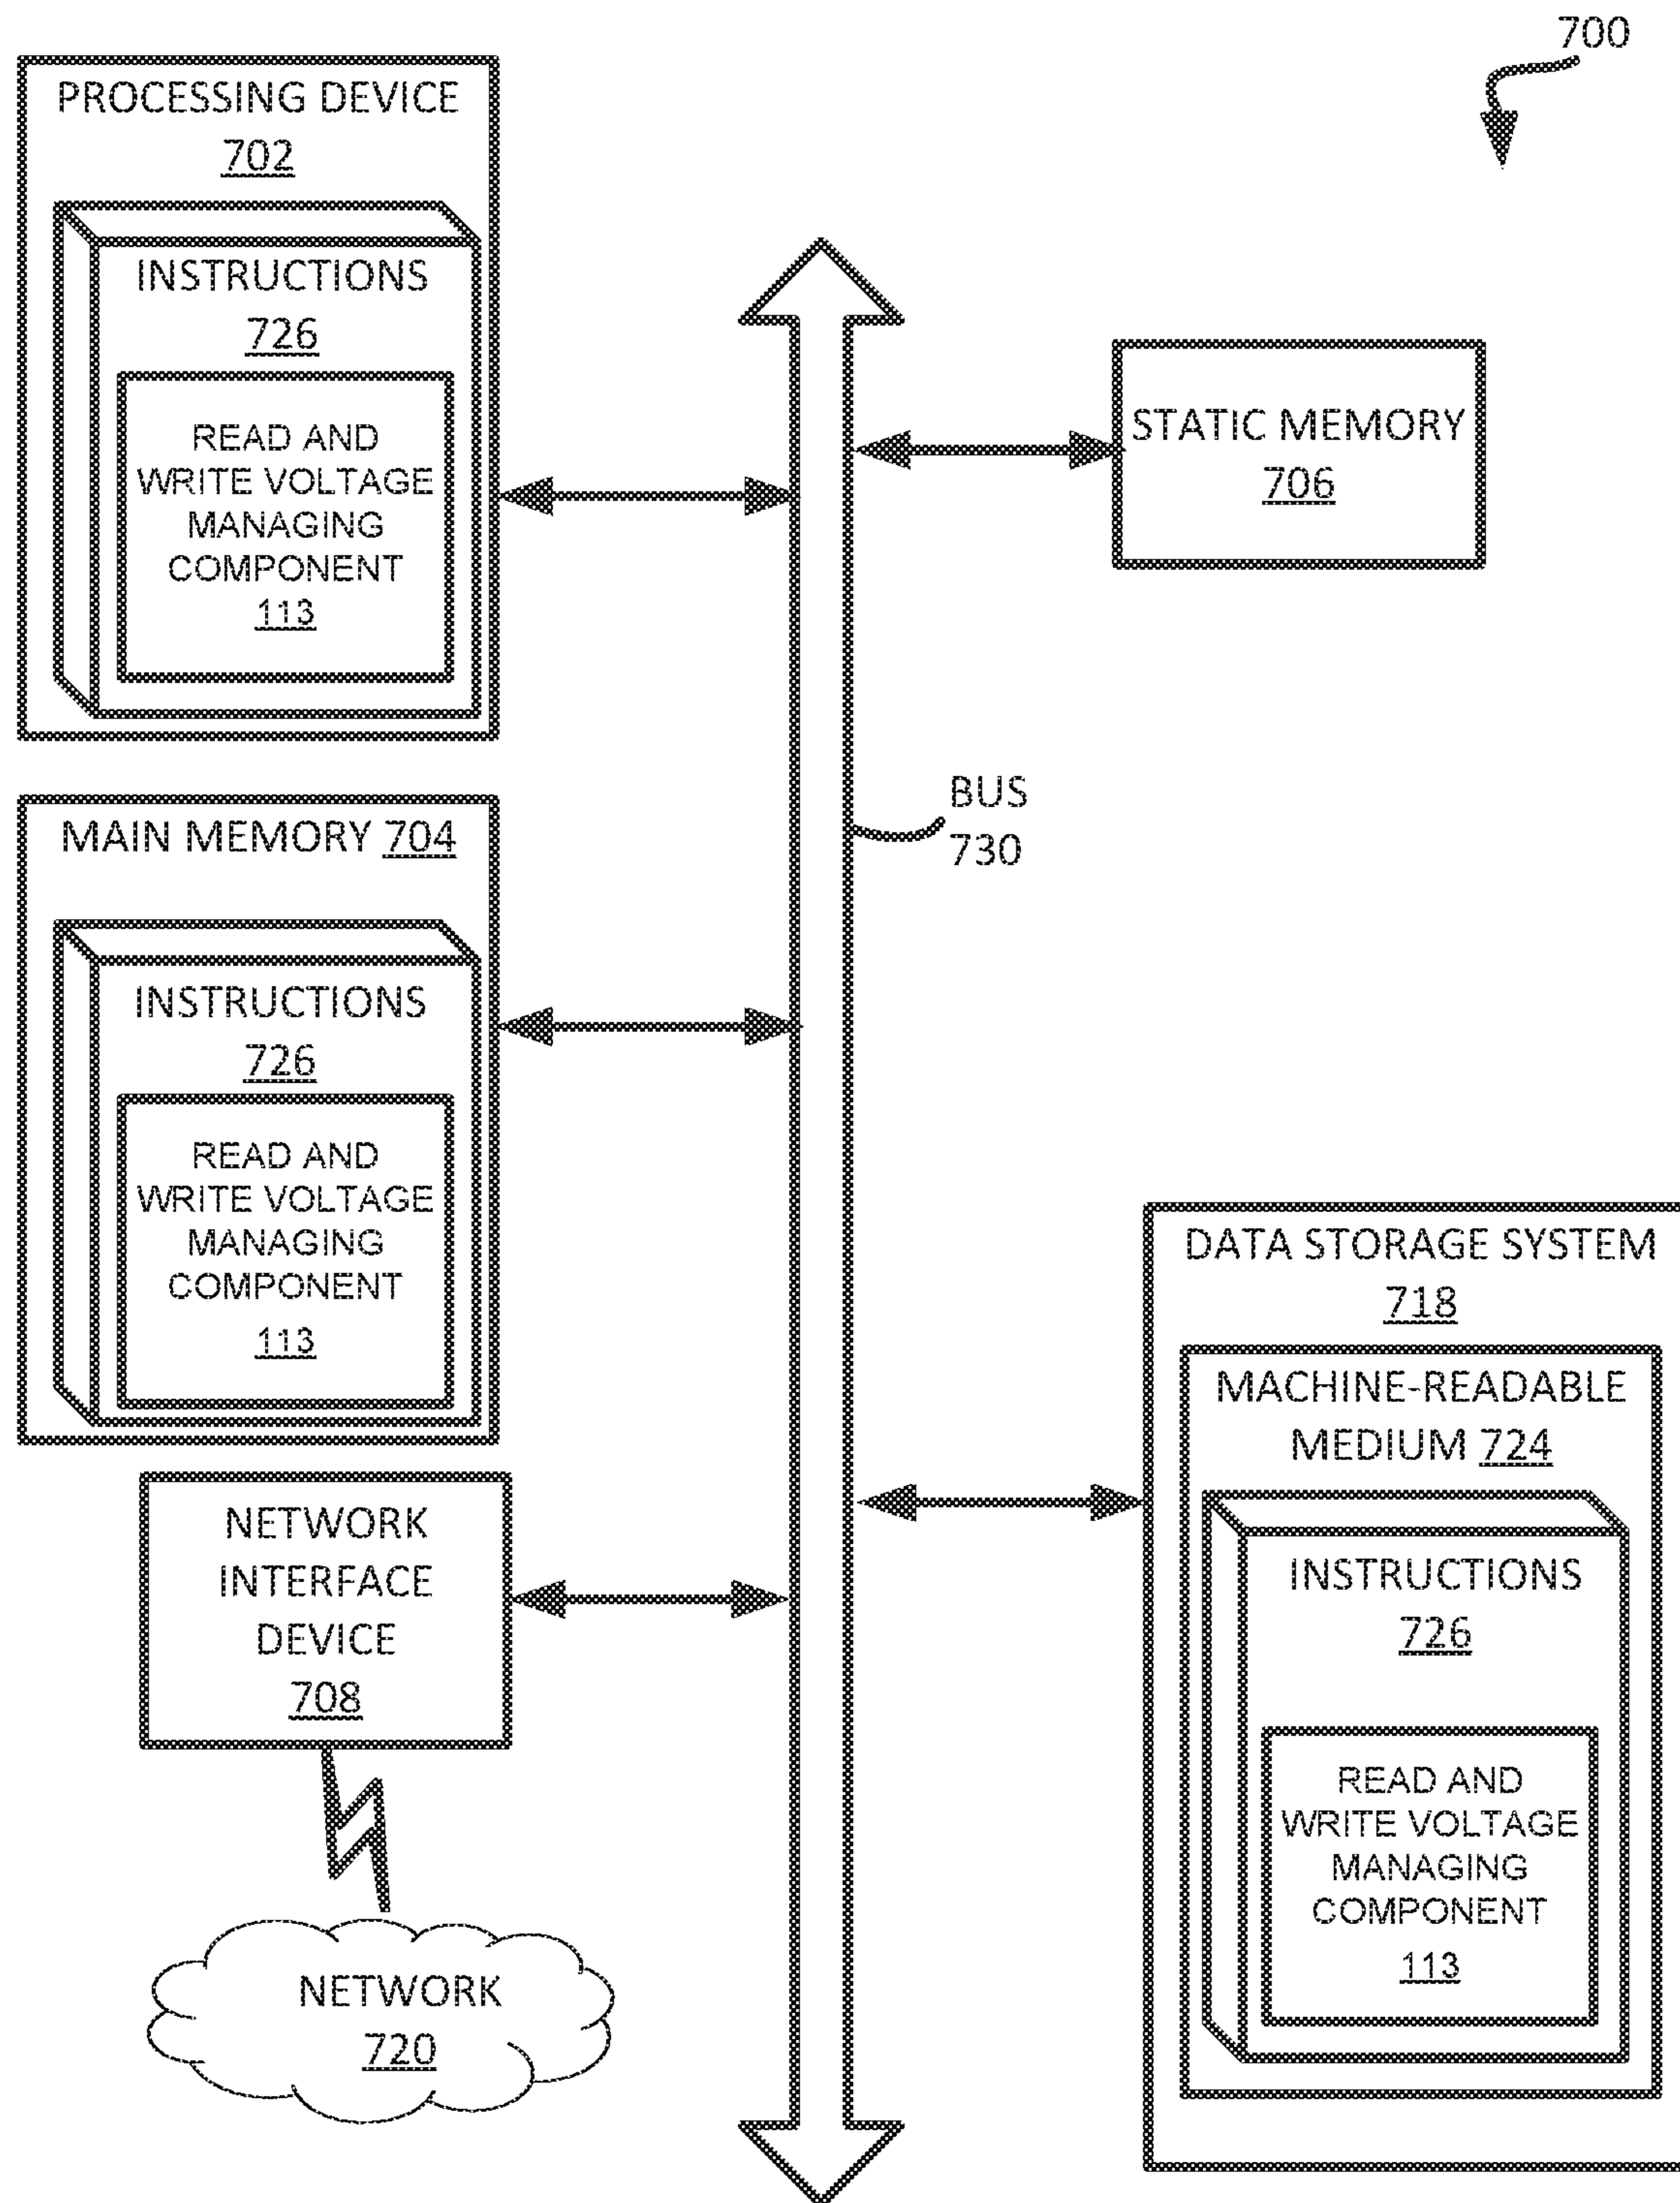 700
PROCESSING DEVICE
702
INSTRUCTIONS
726
READ AND
WRITE VOLTAGE
MANAGING
COMPONENT
113
STATIC MEMORY
706
BUS
730
MAIN MEMORY 704
INSTRUCTIONS
726
READ AND
WRITE VOLTAGE
MANAGING
COMPONENT
113
NETWORK
INTERFACE
DEVICE
708
NETWORK
720
DATA STORAGE SYSTEM
718
MACHINE-READABLE
MEDIUM 724
INSTRUCTIONS
726
READ AND
WRITE VOLTAGE
MANAGING
COMPONENT
113